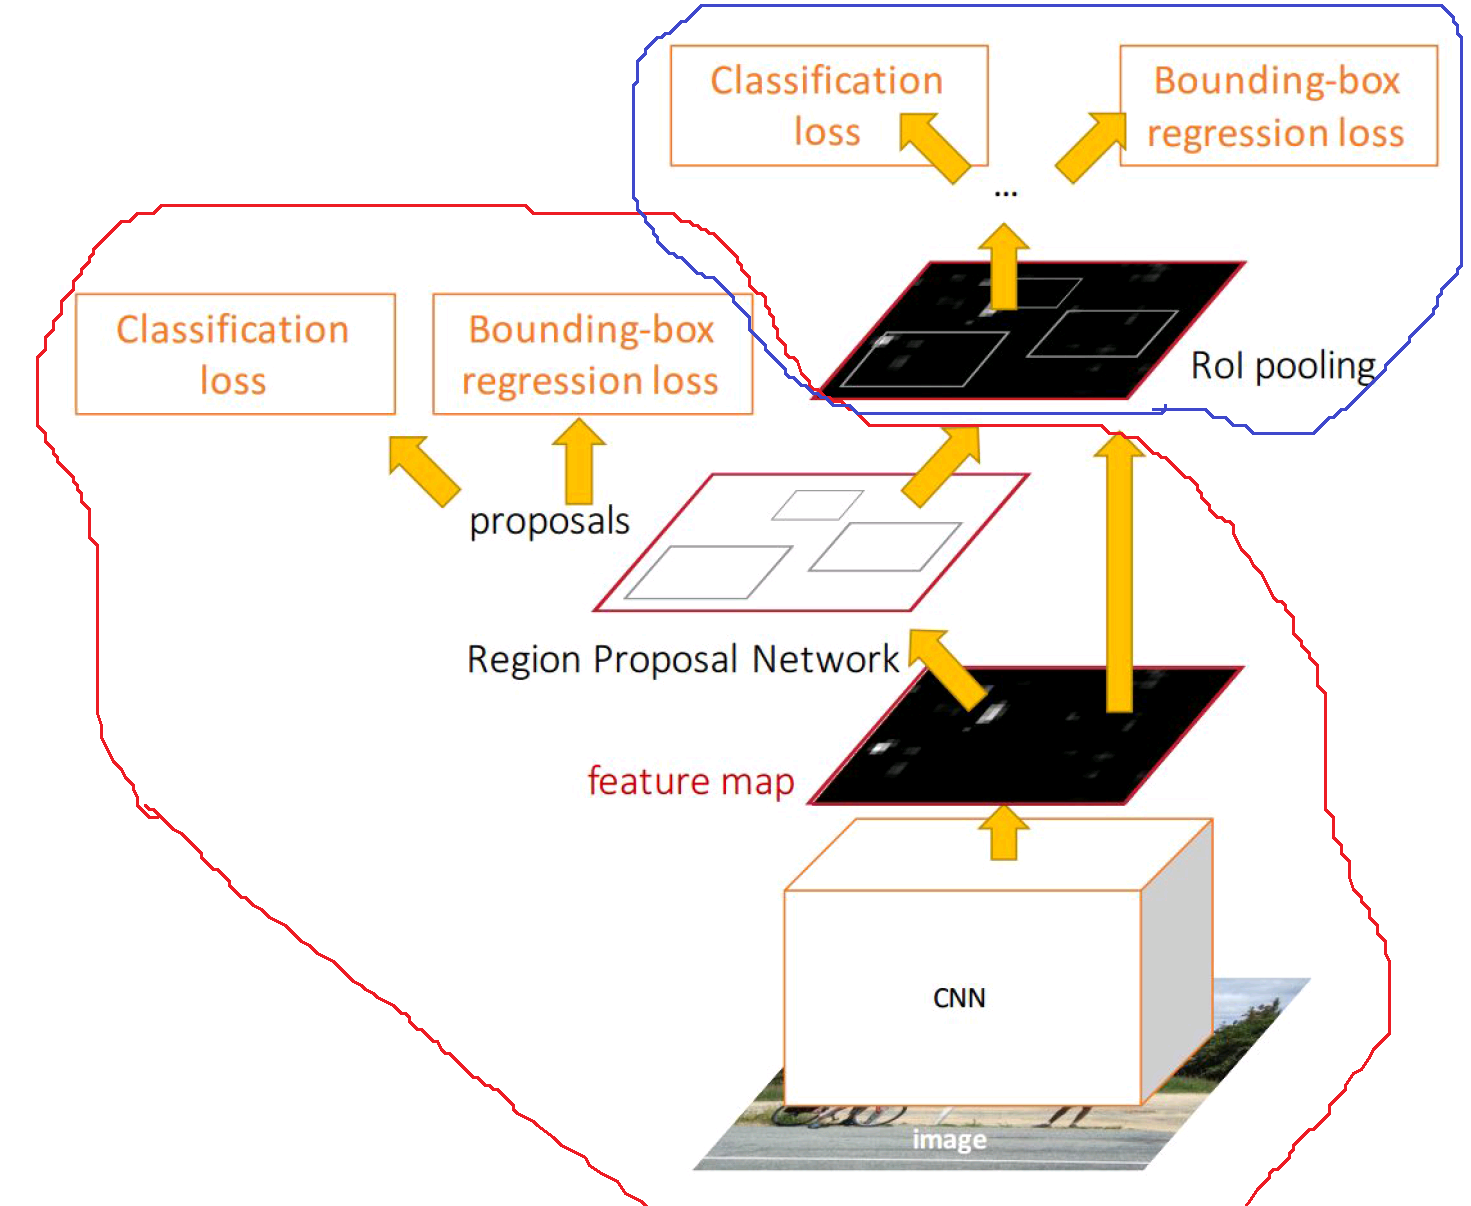 Classification
loss
Bounding-box
regression loss
...
RoI pooling
Classification
loss
Bounding-box
regression loss
proposals
Region Proposal Network
feature map
CNN
image